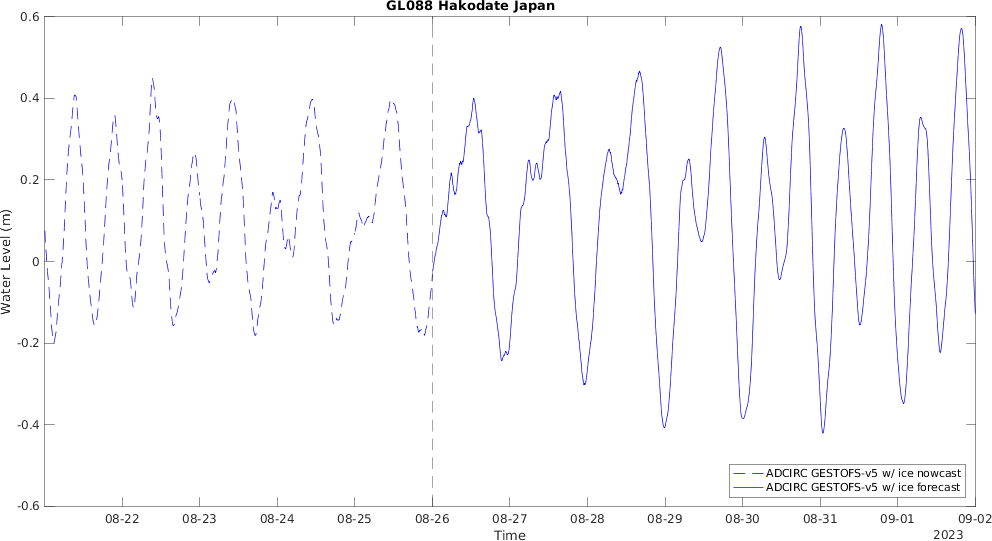 GL088 Hakodate Japan
Water Level (m)
0.6
0.4
0.2
0
-0.2
-0.4
-0.6
ADCIRC GESTOFS-v5 w/ ice nowcast
ADCIRC GESTOFS-v5 w/ ice forecast
08-22 08-23 08-24 08-25 08-26 08-27 08-28 08-29 08-30 08-31 09-01 09-02
Time
2023